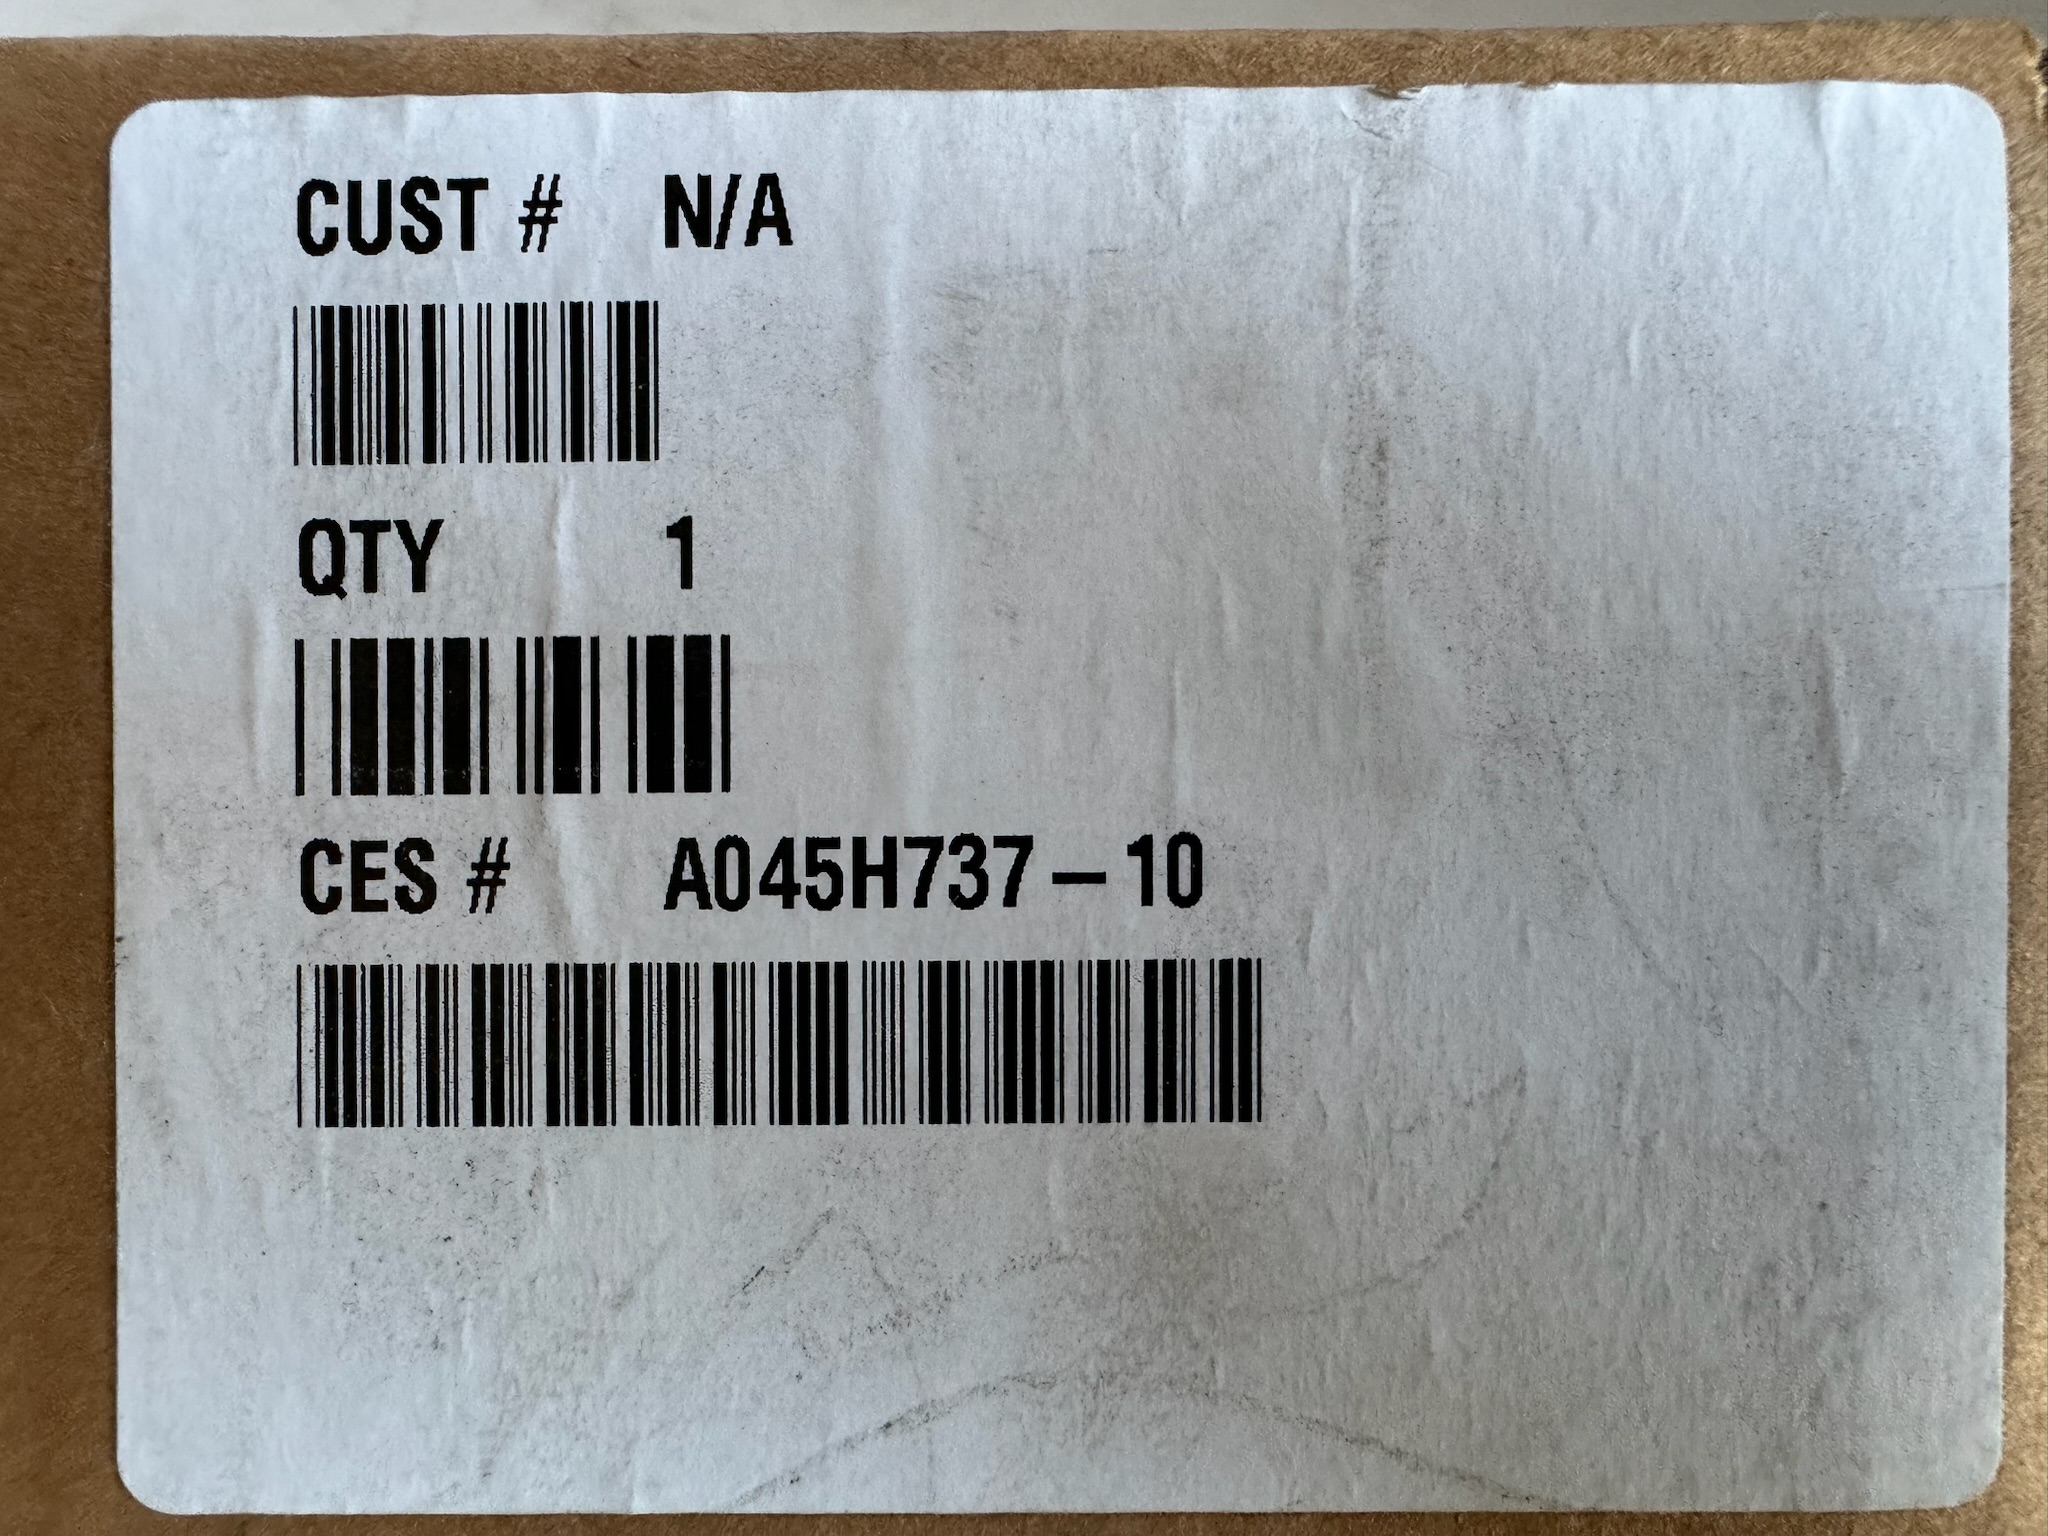 CUST # N/A
QTY 1
CES # A045H737-10